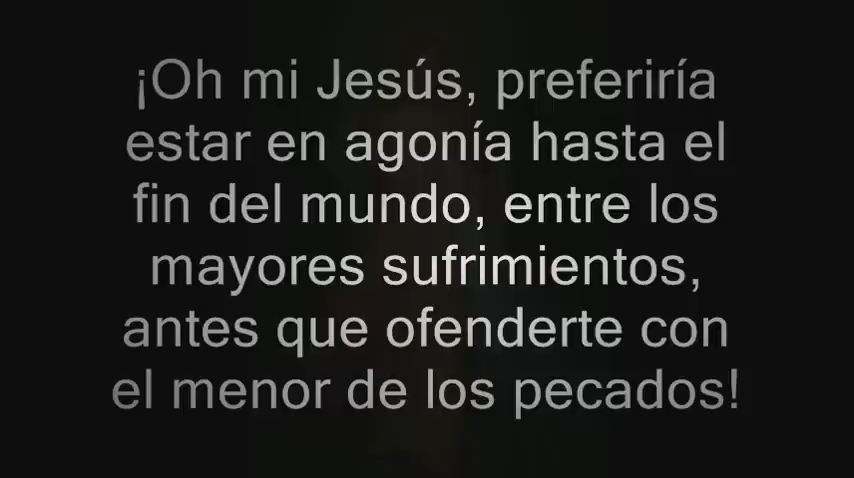 ¡Oh mi Jesús, preferiría
estar en agonía hasta el
fin del mundo, entre los
mayores sufrimientos,
antes que ofenderte con
el menor de los pecados!